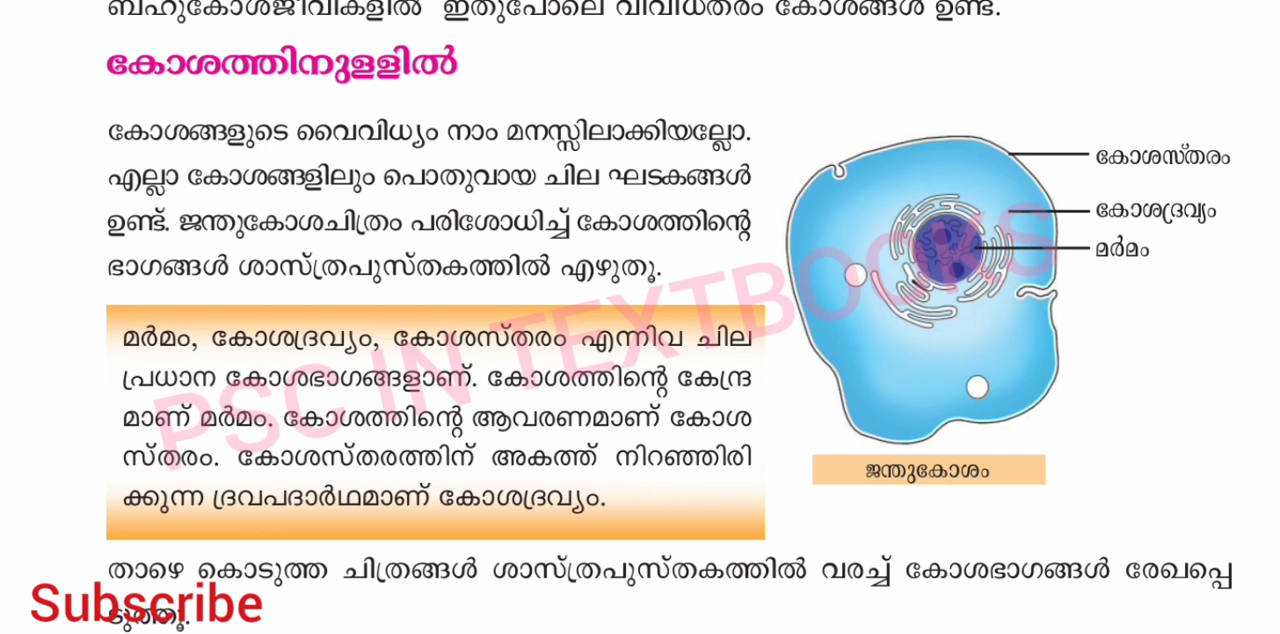 ബഹുകോശജീവികളിൽ ഇതുപോലെ വിവിധതരം കോശങ്ങൾ ഉണ്ട്.
കോശത്തിനുള്ളിൽ
കോശങ്ങളുടെ വൈവിധ്യം നാം മനസ്സിലാക്കിയല്ലോ.
എല്ലാ കോശങ്ങളിലും പൊതുവായ ചില ഘടകങ്ങൾ
ഉണ്ട്. ജന്തുകോശചിത്രം പരിശോധിച്ച് കോശത്തിന്റെ
ഭാഗങ്ങൾ ശാസ്ത്രപുസ്തകത്തിൽ എഴുതൂ.
കോശസ്തരം
കോശദ്രവ്യം
മർമം
ജന്തുകോശം
മർമം, കോശദ്രവ്യം, കോശസ്തരം എന്നിവ ചില
പ്രധാന കോശഭാഗങ്ങളാണ്. കോശത്തിന്റെ കേന്ദ്ര
മാണ് മർമം. കോശത്തിന്റെ ആവരണമാണ് കോശ
സ്തരം. കോശസ്തരത്തിന് അകത്ത് നിറഞ്ഞിരി
ക്കുന്ന ദ്രവപദാർഥമാണ് കോശദ്രവ്യം.
താഴെ കൊടുത്ത ചിത്രങ്ങൾ ശാസ്ത്രപുസ്തകത്തിൽ വരച്ച് കോശഭാഗങ്ങൾ രേഖപ്പെ
ടുത്തൂ.
Subscribe
PSC IN TEXTBOOKS